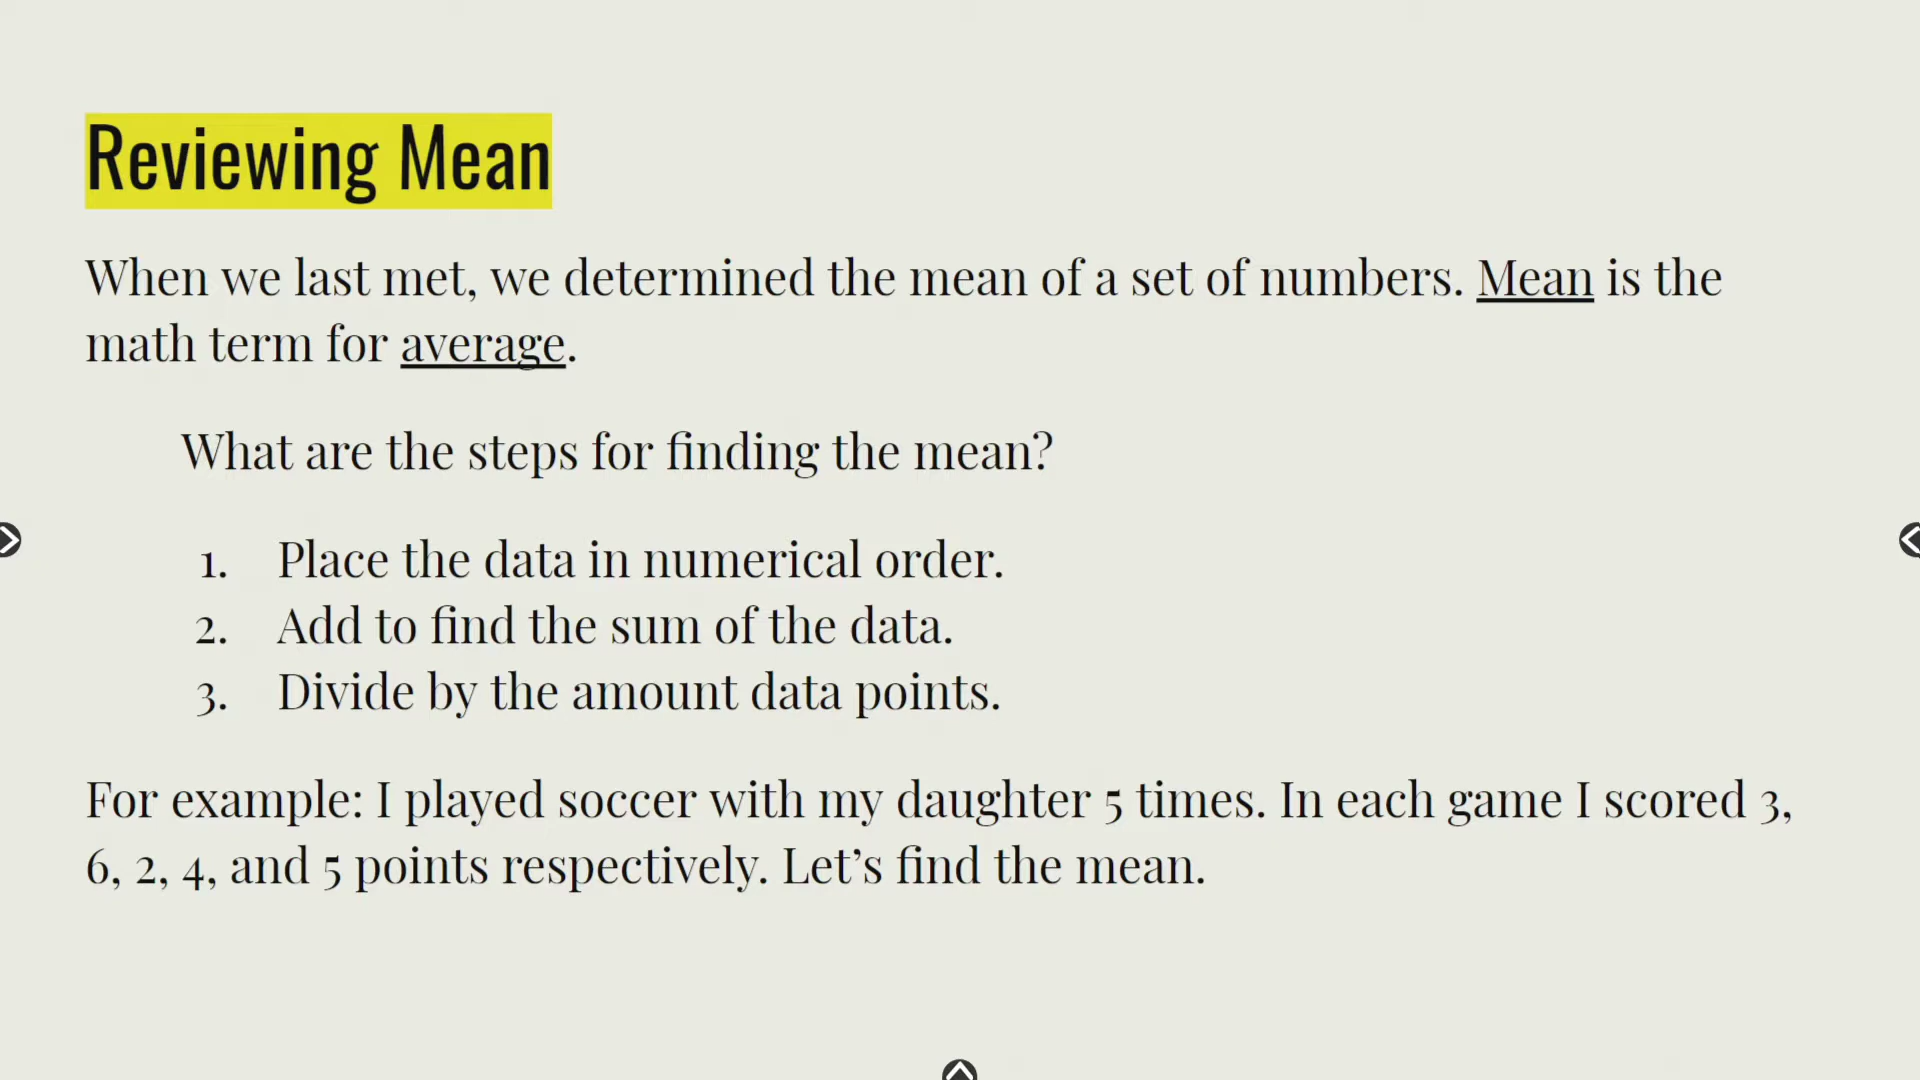 Reviewing Mean
When we last met, we determined the mean of a set of numbers. Mean is the
math term for average.
What are the steps for finding the mean?
1. Place the data in numerical order.
2. Add to find the sum of the data.
3. Divide by the amount data points.
For example: I played soccer with my daughter 5 times. In each game I scored 3,
6, 2, 4, and 5 points respectively. Let’s find the mean.